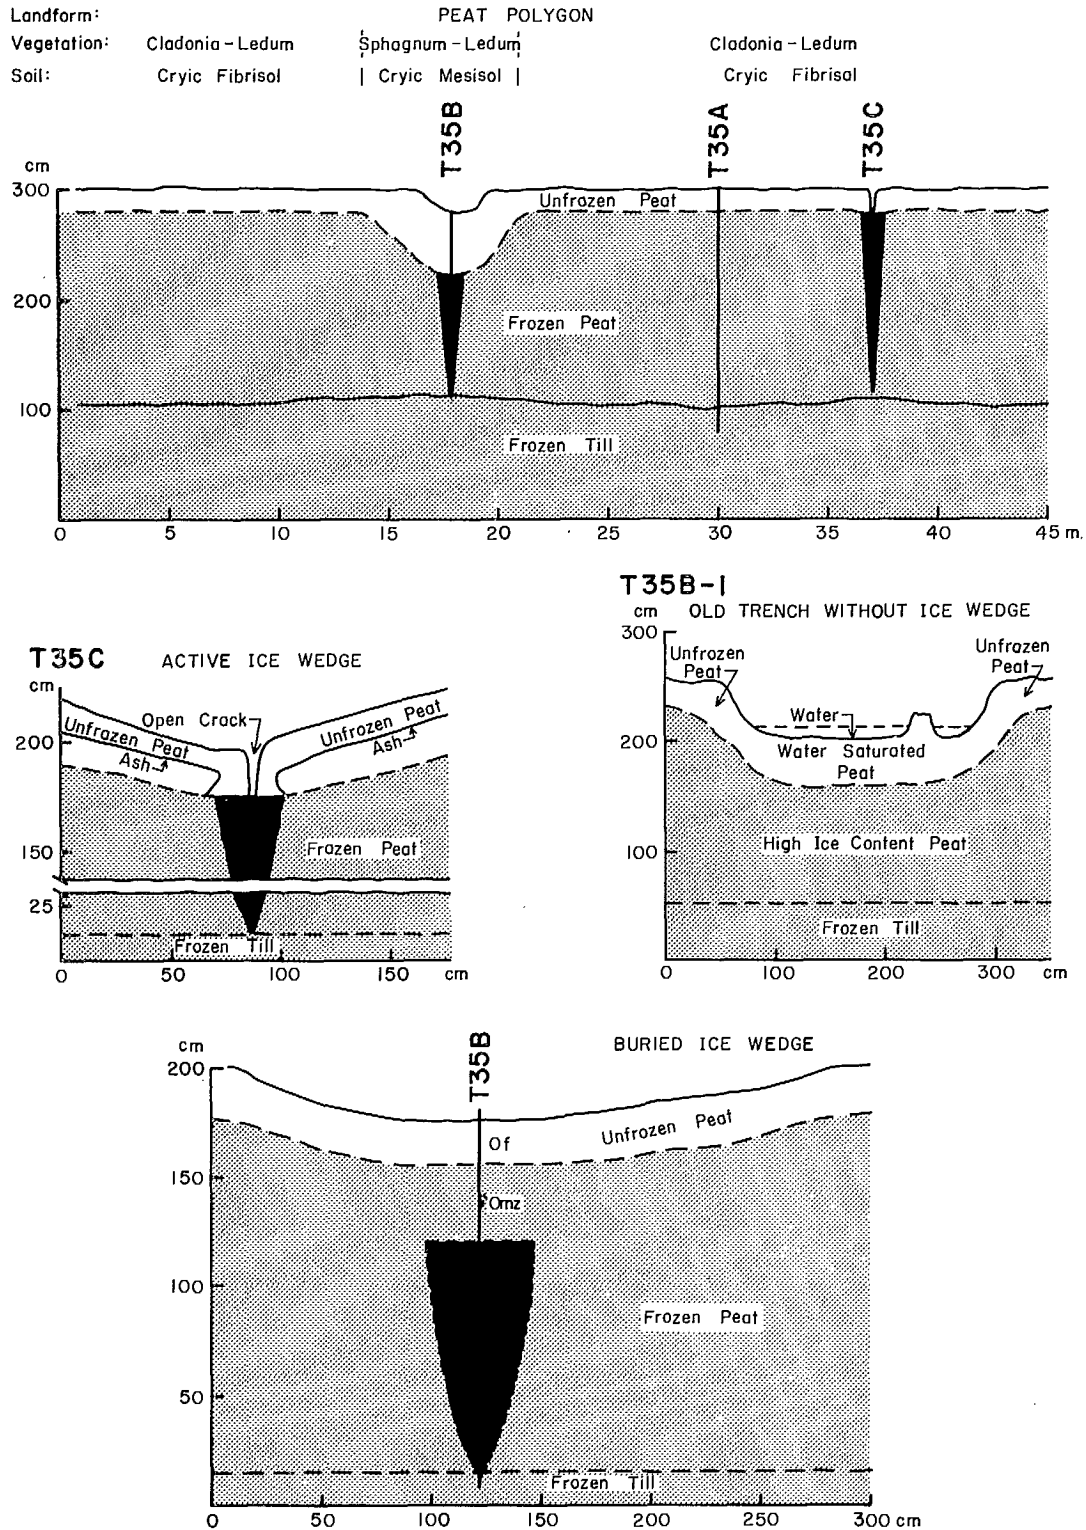 Landform: PEAT POLYGON
Vegetation: Cladonia-Ledum Sphagnum-Ledum Cladonia-Ledum
Soil: Cryic Fibrisol | Cryic Mesisol | Cryic Fibrisol
T35B T35A T35C
cm
300
Unfrozen Peat
200
Frozen Peat
100
Frozen Till
0 5 10 15 20 25 30 35 40 45 m.
T35B-1
cm OLD TRENCH WITHOUT ICE WEDGE
300
Unfrozen Peat
Unfrozen Peat
Water
200
Water Saturated
Peat
High Ice Content Peat
100
Frozen Till
0 100 200 300 cm
T35C ACTIVE ICE WEDGE
cm
Open Crack
Unfrozen Peat
Unfrozen Peat
200
Ash
Ash
150
Frozen Peat
25
Frozen Till
0 50 100 150 cm
T35B
cm BURIED ICE WEDGE
200
Of
Unfrozen Peat
150
Omz
100
Frozen Peat
50
Frozen Till
0 50 100 150 200 250 300 cm